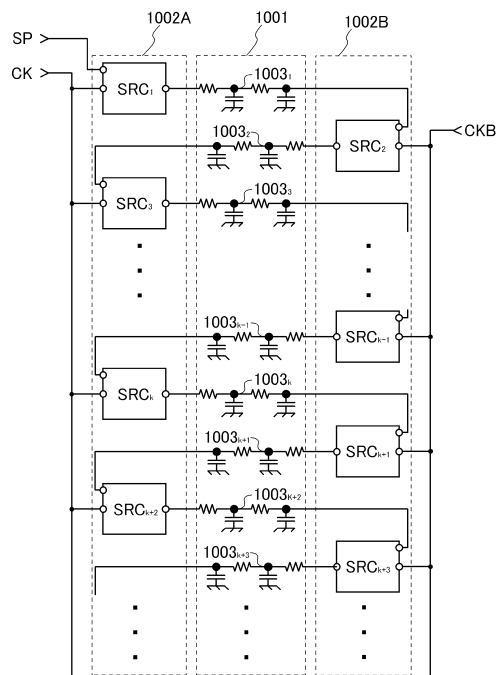 1002A 1001 1002B
SP
CK
SRC₁ 1003₁
1003₂ SRC₂ CKB
SRC₃ 1003₃
1003ₖ₋₁ SRCₖ₋₁
SRCₖ 1003ₖ
1003ₖ₊₁ SRCₖ₊₁
SRCₖ₊₂ 1003K₊₂
1003ₖ₊₃ SRCₖ₊₃